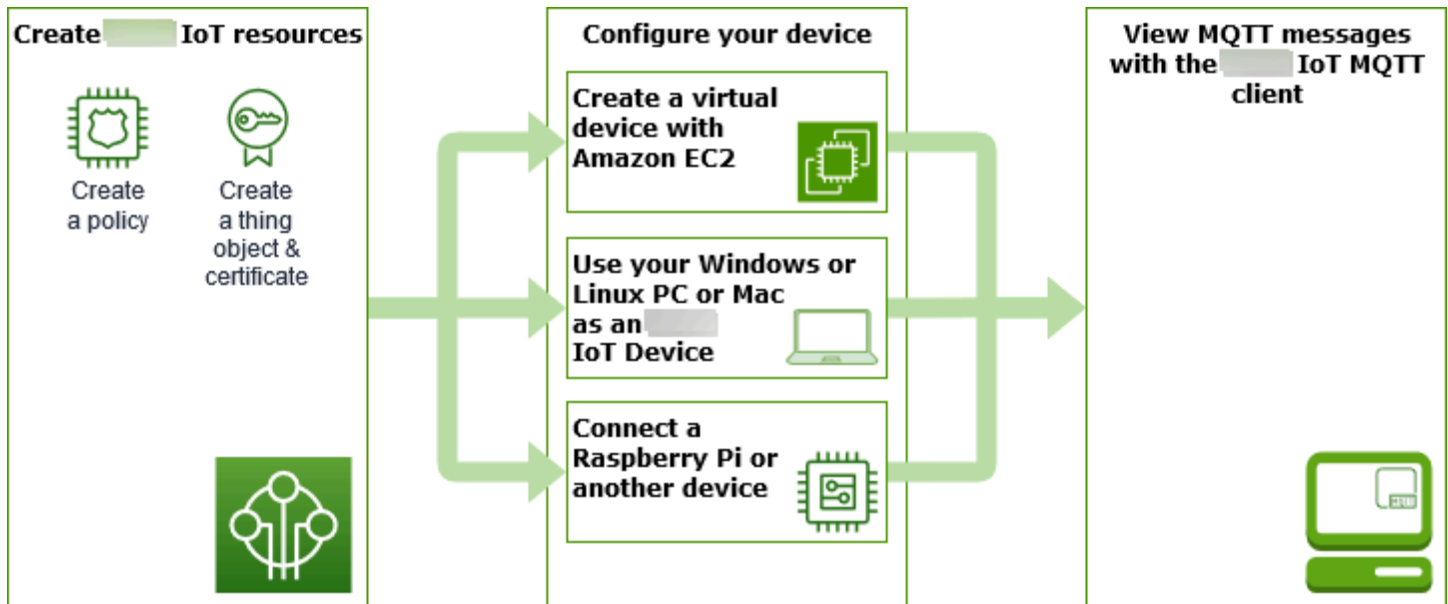 Create IoT resources
Create
a policy
Create
a thing
object &
certificate
Configure your device
Create a virtual
device with
Amazon EC2
Use your Windows or
Linux PC or Mac
as an
IoT Device
Connect a
Raspberry Pi or
another device
View MQTT messages
with the IoT MQTT
client